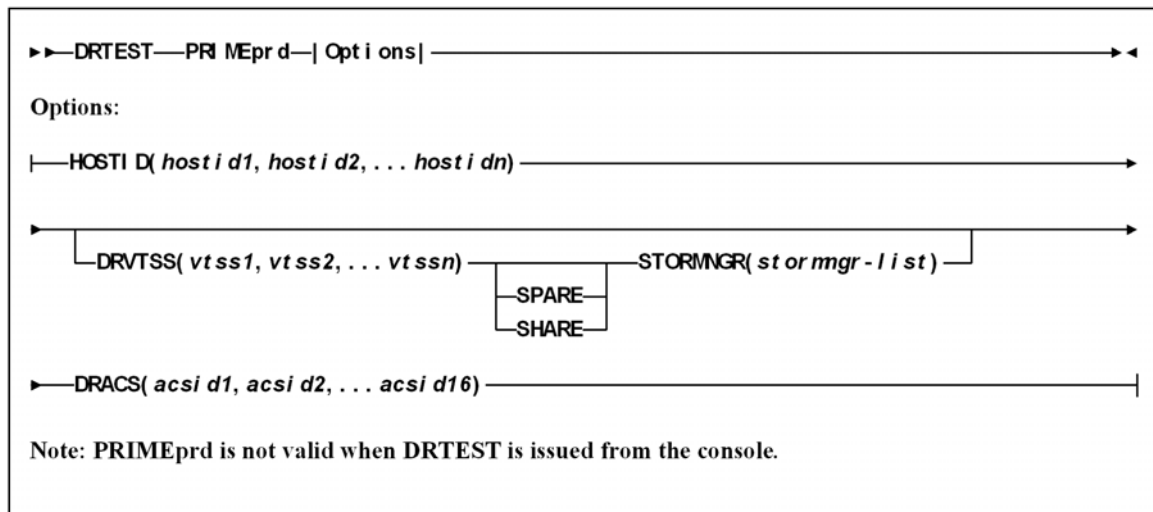 DRTEST PRIMEprd | Options |
Options:
HOSTID( hostid1, hostid2, ... hostidn)
DRVTSS( vtss1, vtss2, ... vtssn) STORMNGR( stormngr-list)
SPARE
SHARE
DRACS( acsid1, acsid2, ... acsid16)
Note: PRIMEprd is not valid when DRTEST is issued from the console.